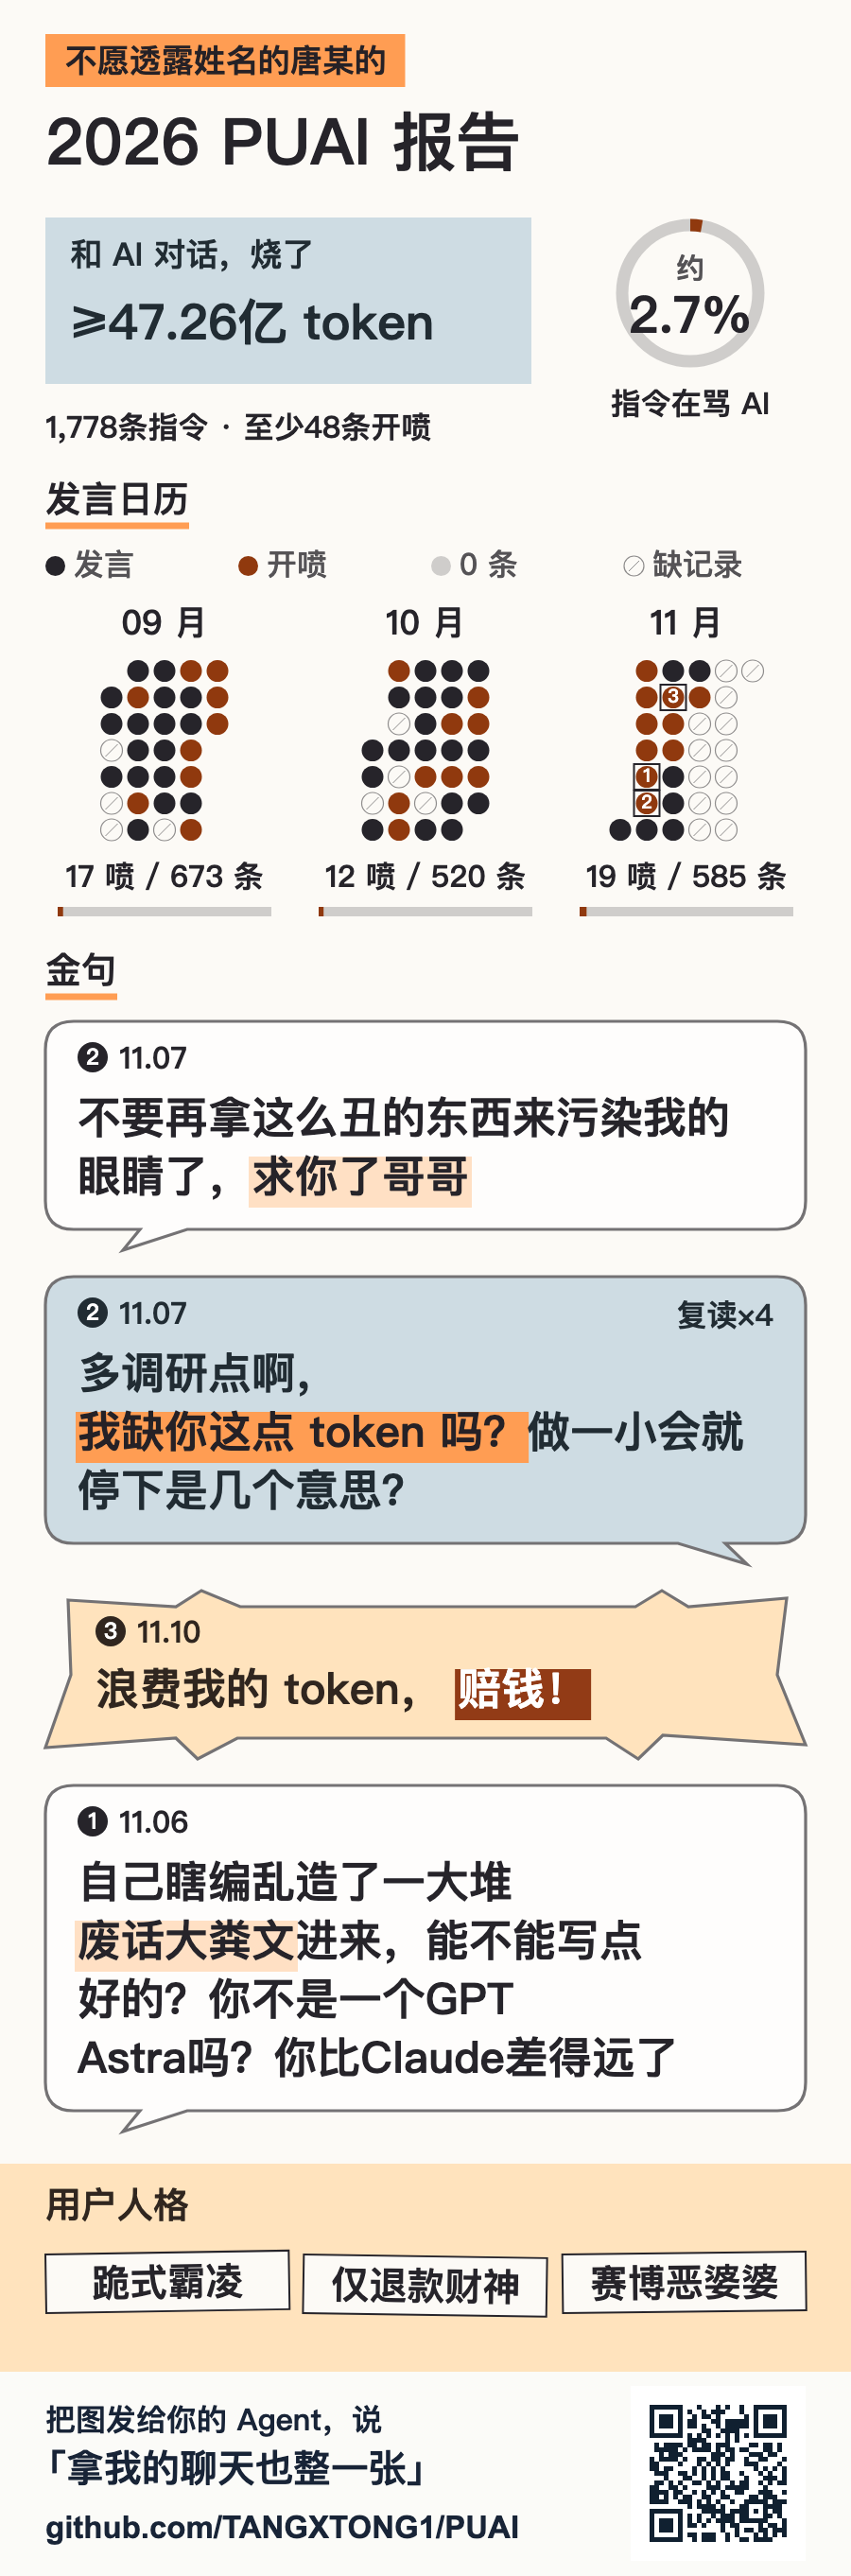 不愿透露姓名的唐某的
2026 PUAI 报告
和 AI 对话，烧了
≥47.26亿 token
约
2.7%
指令在骂 AI
1,778条指令 · 至少48条开喷
发言日历
发言
开喷
0 条
缺记录
09 月
10 月
11 月
3
1
2
17 喷 / 673 条
12 喷 / 520 条
19 喷 / 585 条
金句
2 11.07
不要再拿这么丑的东西来污染我的
眼睛了，求你了哥哥
2 11.07
复读×4
多调研点啊，
我缺你这点 token 吗？做一小会就
停下是几个意思？
3 11.10
浪费我的 token，赔钱！
1 11.06
自己瞎编乱造了一大堆
废话大粪文进来，能不能写点
好的？你不是一个GPT
Astra吗？你比Claude差得远了
用户人格
跪式霸凌
仅退款财神
赛博恶婆婆
把图发给你的 Agent，说
「拿我的聊天也整一张」
github.com/TANGXTONG1/PUAI